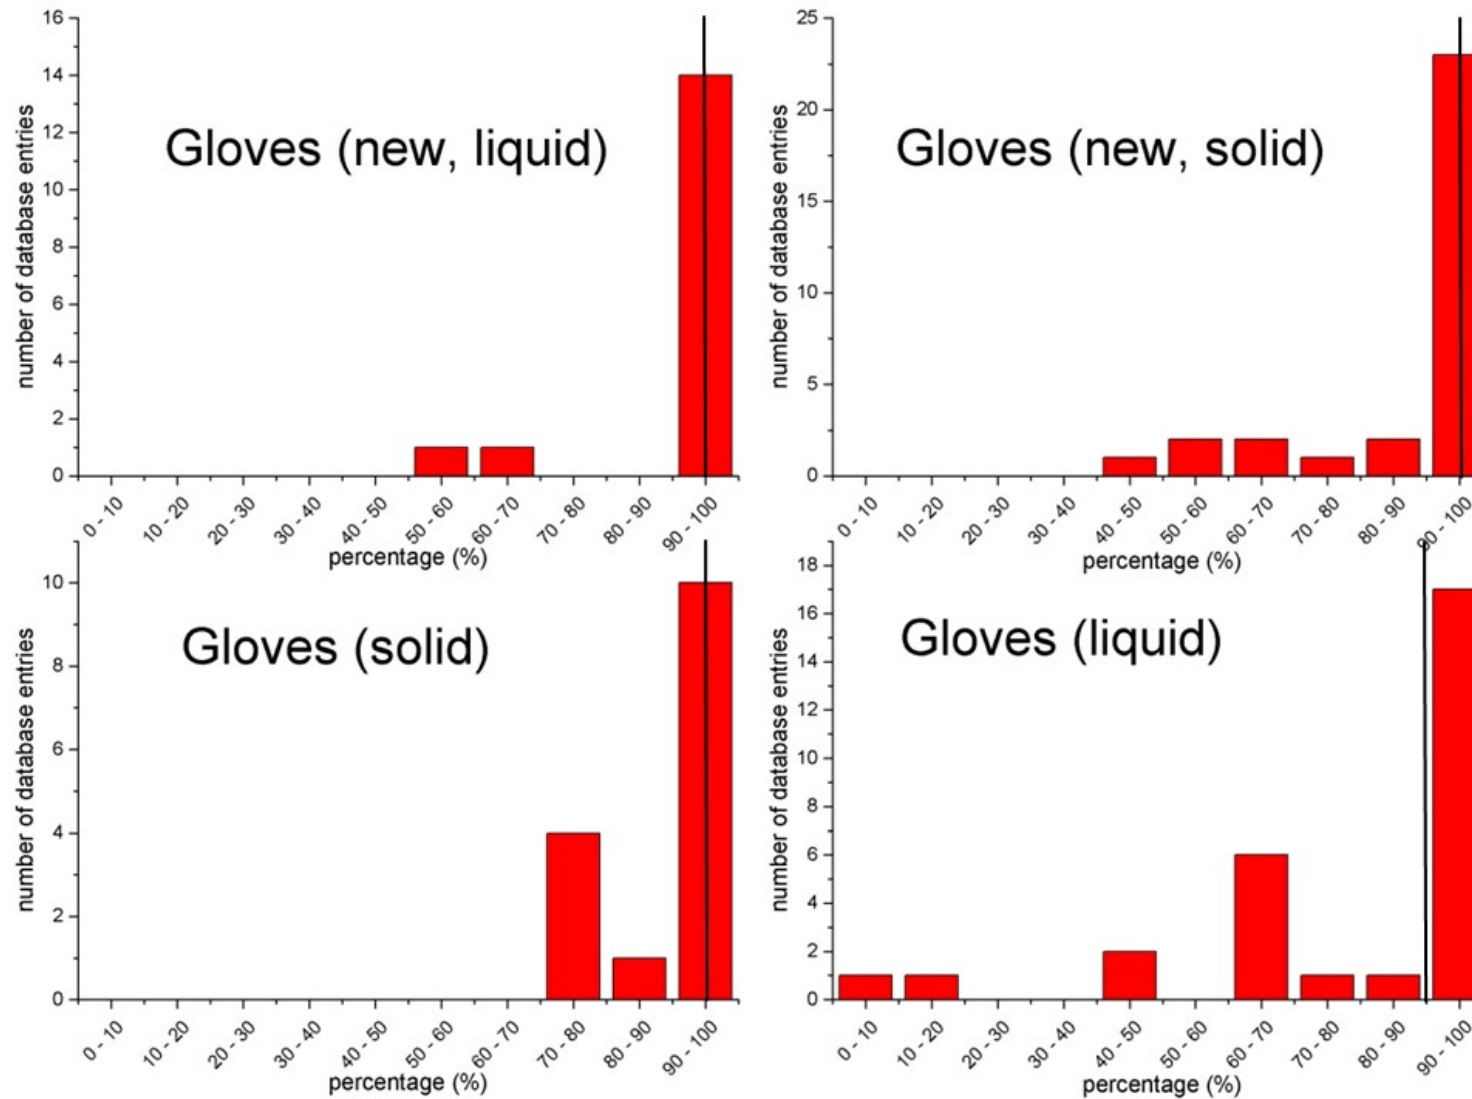 16
14
12
10
8
6
4
2
0
number of database entries
Gloves (new, liquid)
0 - 10
10 - 20
20 - 30
30 - 40
40 - 50
50 - 60
60 - 70
70 - 80
80 - 90
90 - 100
percentage (%)
25
20
15
10
5
0
number of database entries
Gloves (new, solid)
0 - 10
10 - 20
20 - 30
30 - 40
40 - 50
50 - 60
60 - 70
70 - 80
80 - 90
90 - 100
percentage (%)
10
8
6
4
2
0
number of database entries
Gloves (solid)
0 - 10
10 - 20
20 - 30
30 - 40
40 - 50
50 - 60
60 - 70
70 - 80
80 - 90
90 - 100
percentage (%)
18
16
14
12
10
8
6
4
2
0
number of database entries
Gloves (liquid)
0 - 10
10 - 20
20 - 30
30 - 40
40 - 50
50 - 60
60 - 70
70 - 80
80 - 90
90 - 100
percentage (%)